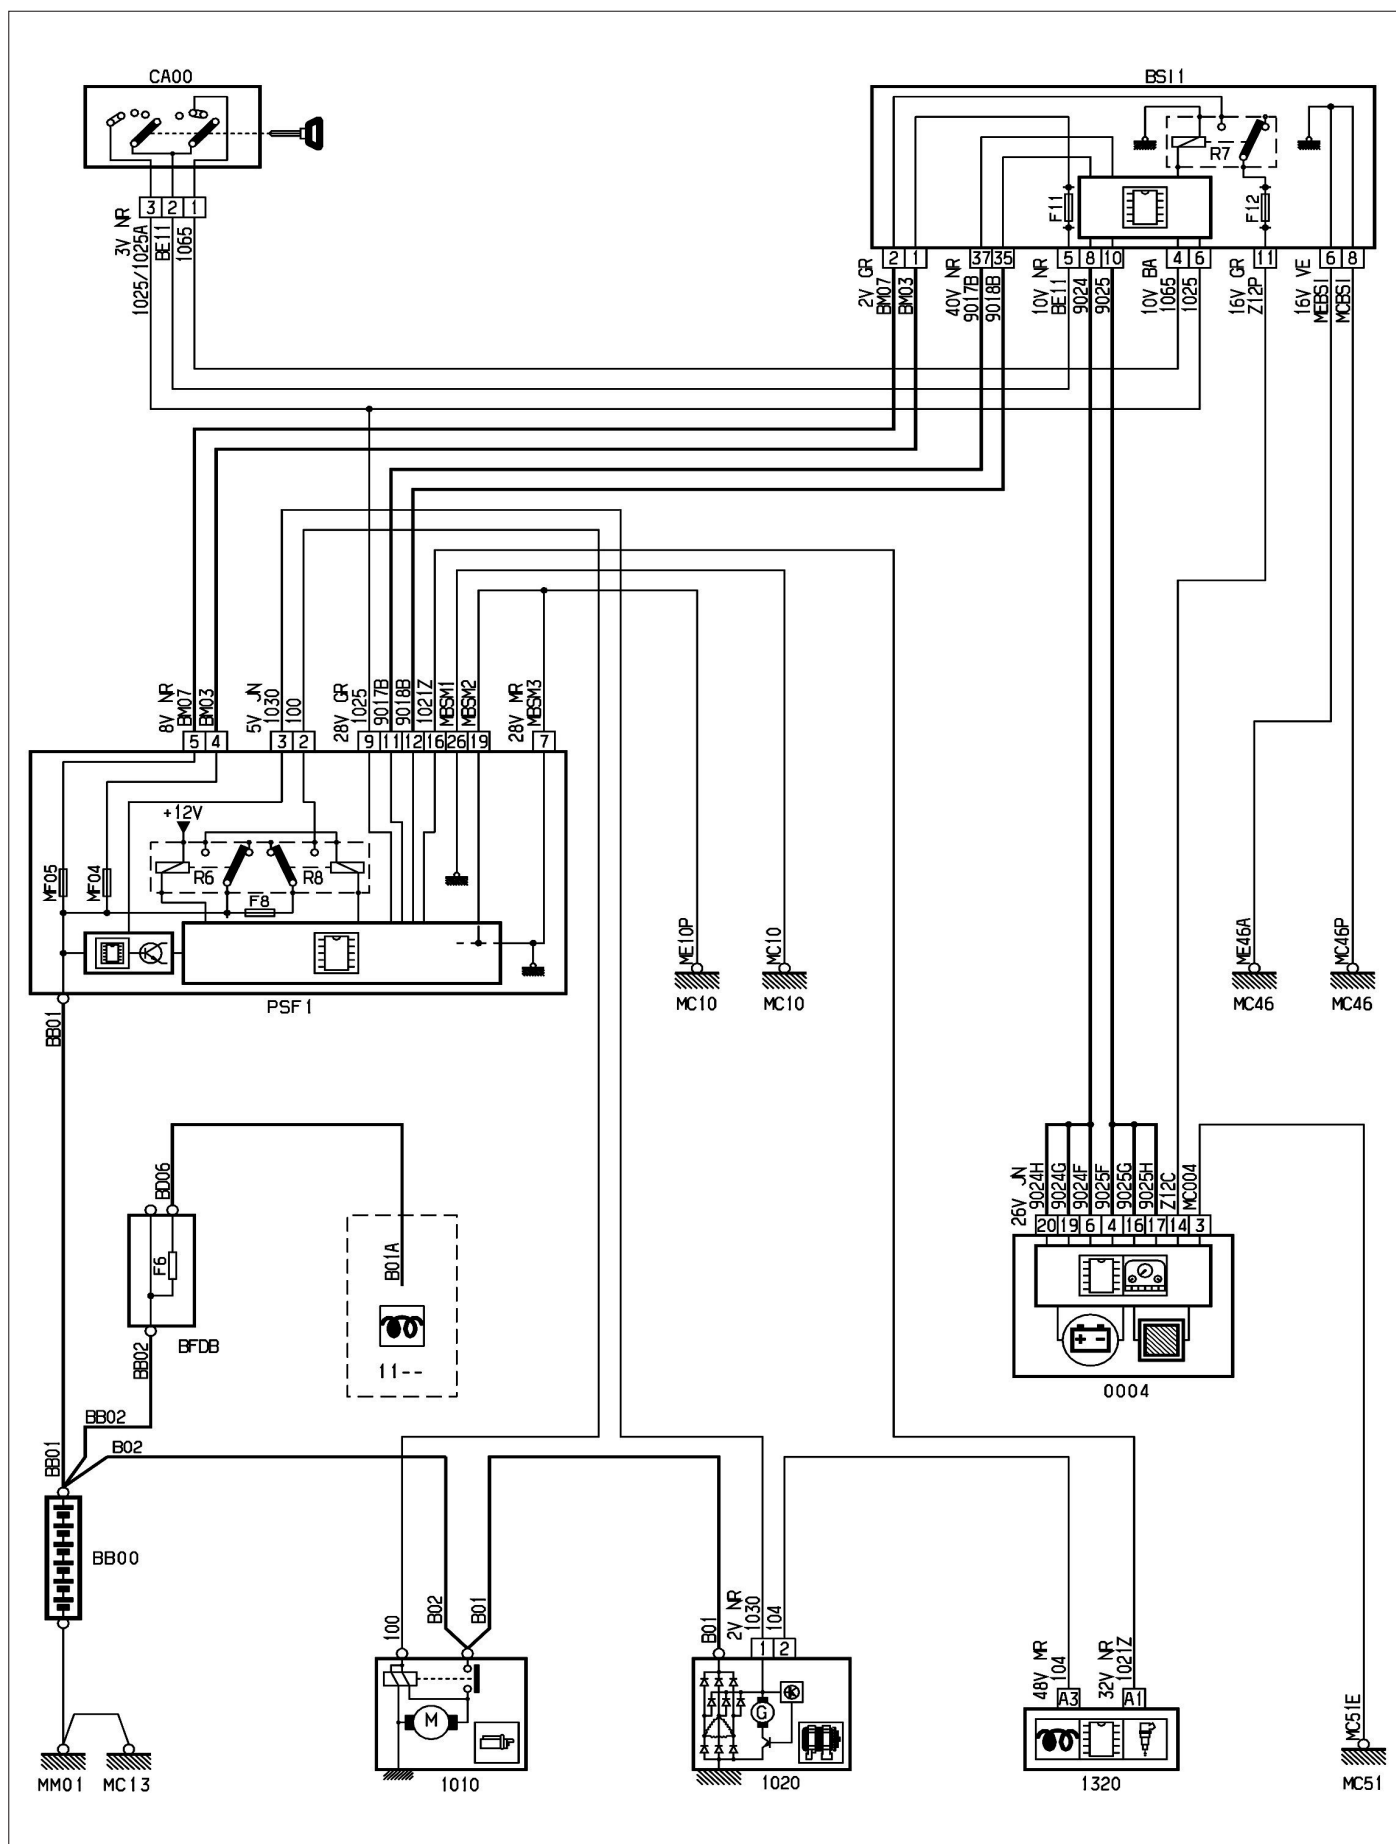 CA00
BSI1
R7
F11
F12
3 2 1
3V NR
1025/1025A
BE11
1065
2 1 37 35 5 8 10 4 6 11 6 8
2V GR
BM07
BM03
40V NR
9017B
9018B
10V NR
BE11
9024
9025
10V BA
1065
1025
16V GR
Z12P
16V VE
MEBSI
MCBSI
8V NR
BM07
BM03
5V JN
1030
100
28V GR
1025
9017B
9018B
1021Z
MBSM1
MBSM2
28V MR
MBSM3
5 4 3 2 9 11 12 16 26 19 7
+12V
MF05
MF04
R6
R8
F8
PSF1
BB01
ME10P
MC10
MC10
MC10
ME46A
MC46P
MC46
MC46
BD06
F6
BFDB
BB02
B01A
11--
26V JN
9024H
9024G
9024F
9025F
9025G
9025H
Z12C
MC004
20 19 6 4 16 17 14 3
+ -
0004
BB02
B02
BB01
BB00
MM01
MC13
100
B02
B01
M
1010
B01
2V NR
1030
104
1 2
G
1020
48V MR
104
32V NR
1021Z
A3 A1
1320
MC51E
MC51